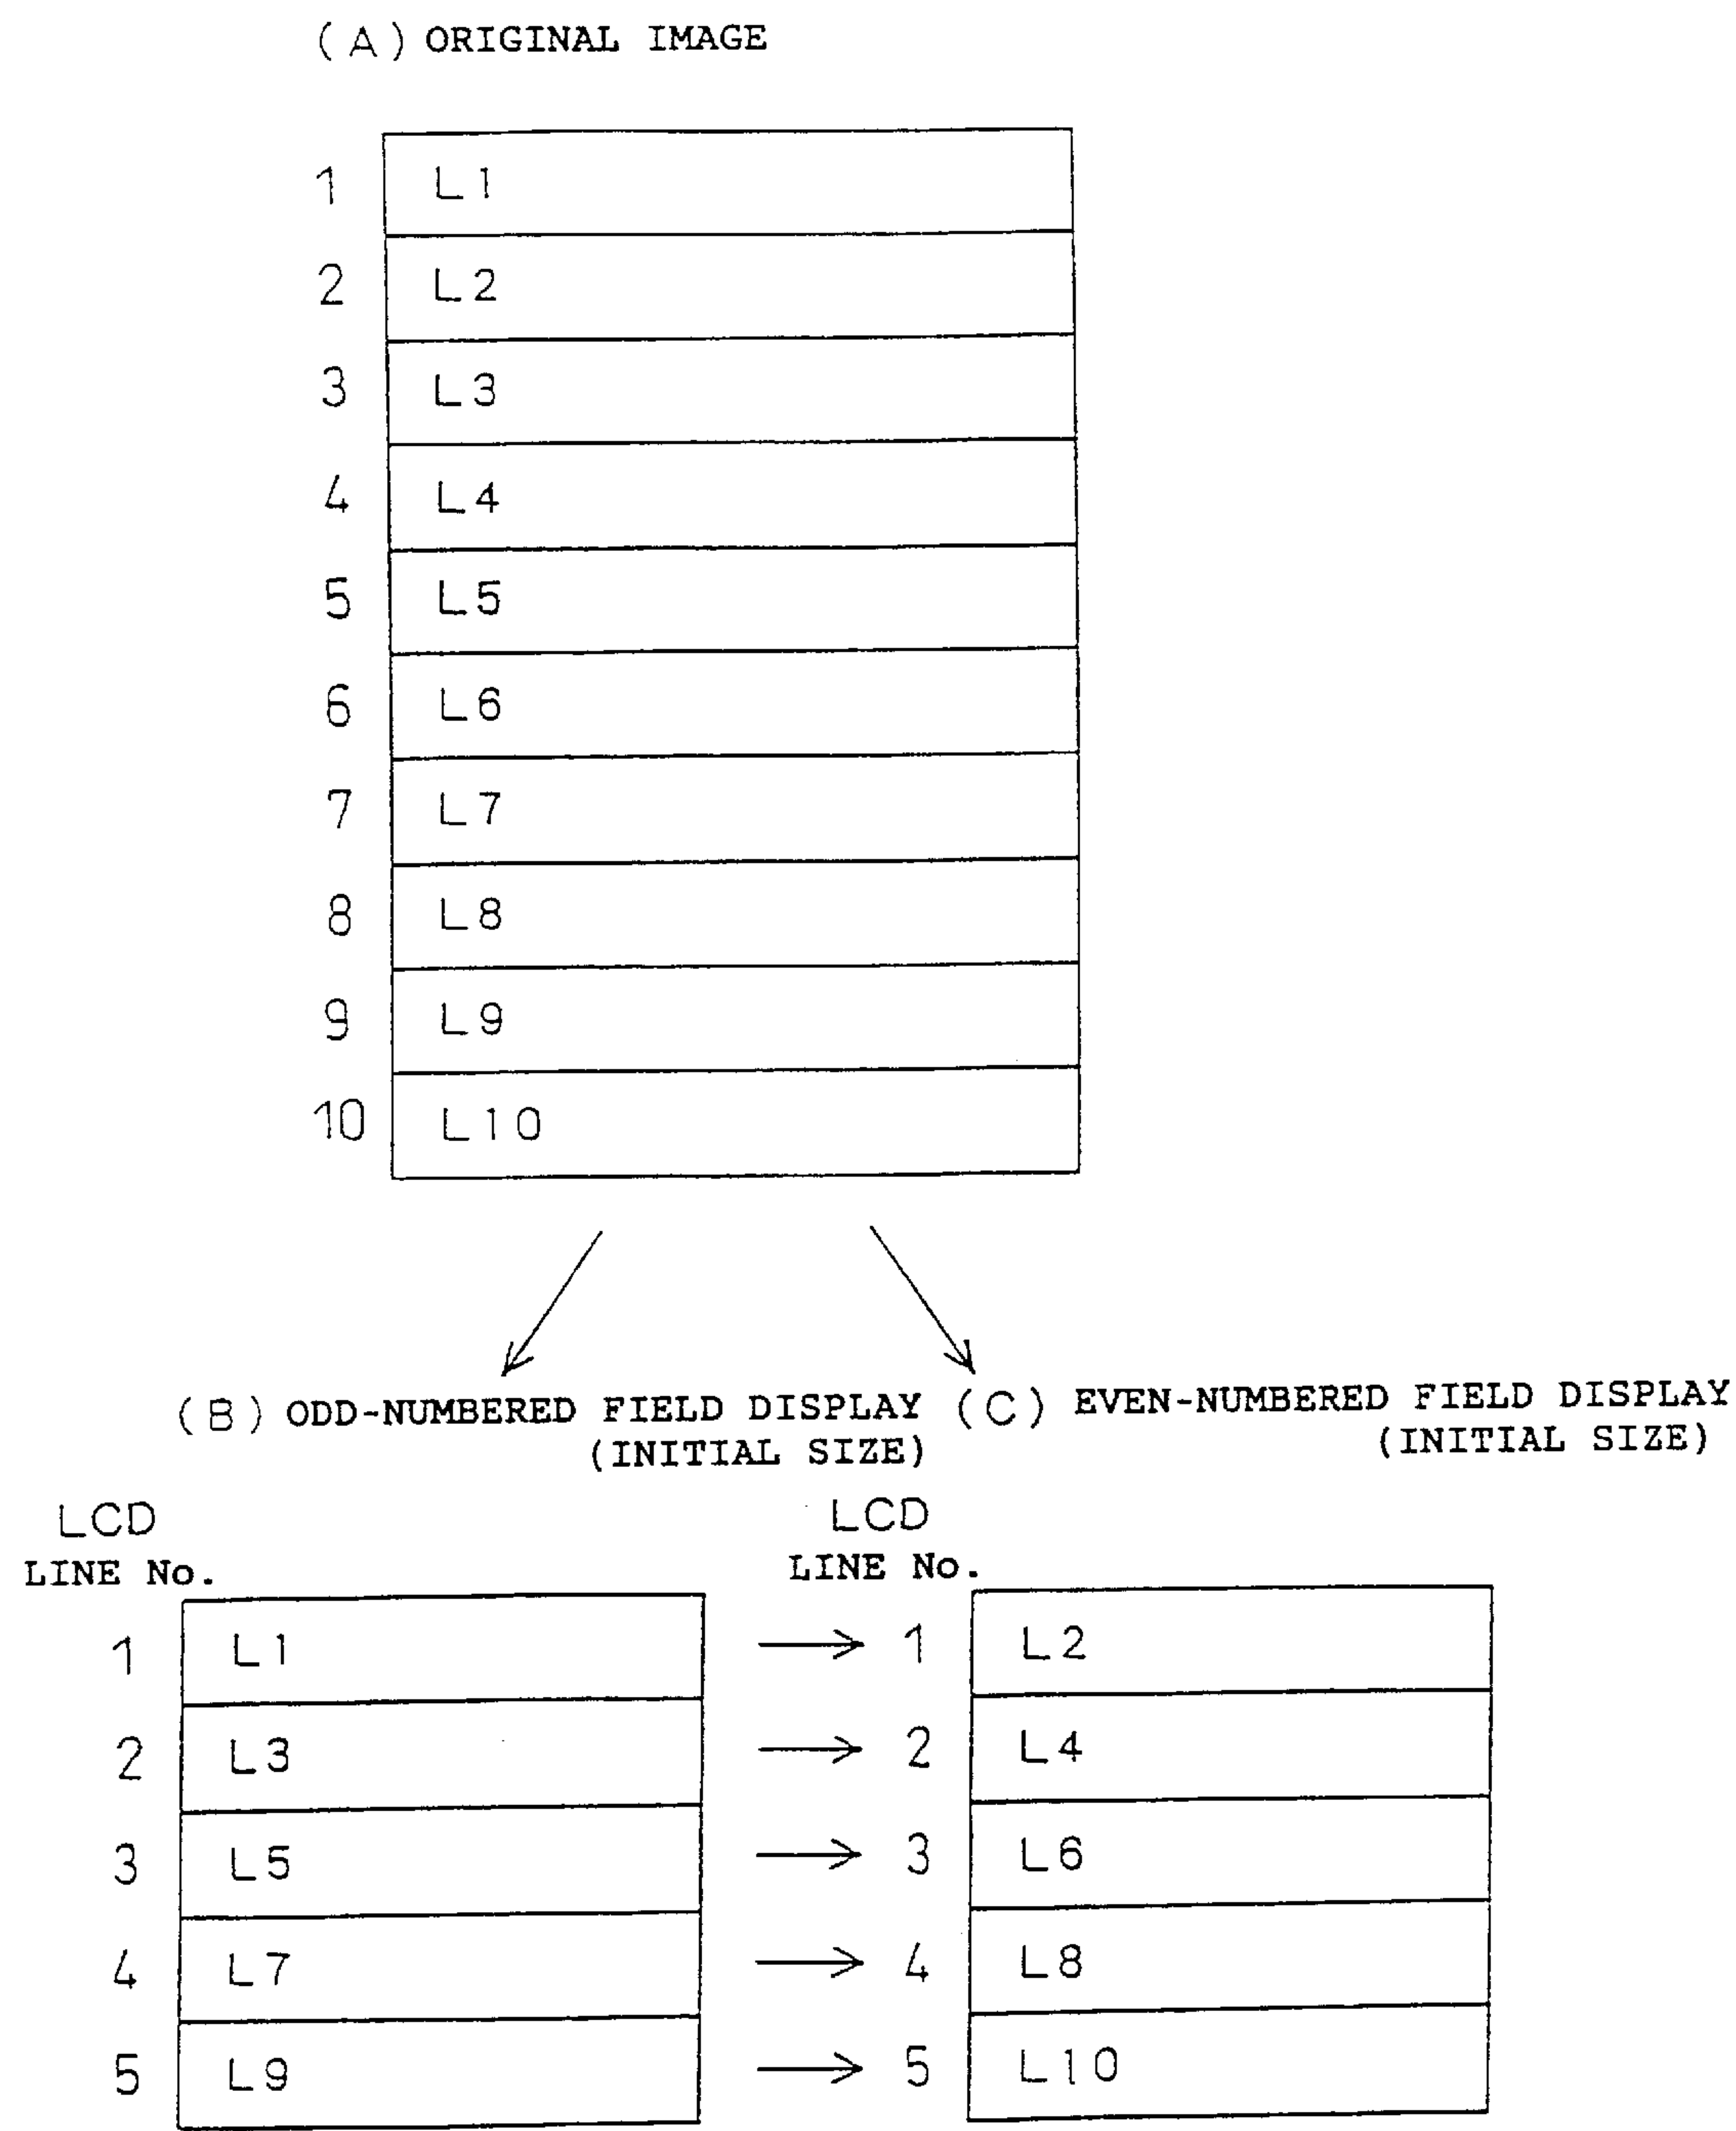 (A) ORIGINAL IMAGE
1 L1
2 L2
3 L3
4 L4
5 L5
6 L6
7 L7
8 L8
9 L9
10 L10
(B) ODD-NUMBERED FIELD DISPLAY
(INITIAL SIZE)
(C) EVEN-NUMBERED FIELD DISPLAY
(INITIAL SIZE)
LCD
LINE No.
1 L1
2 L3
3 L5
4 L7
5 L9
LCD
LINE No.
1 L2
2 L4
3 L6
4 L8
5 L10